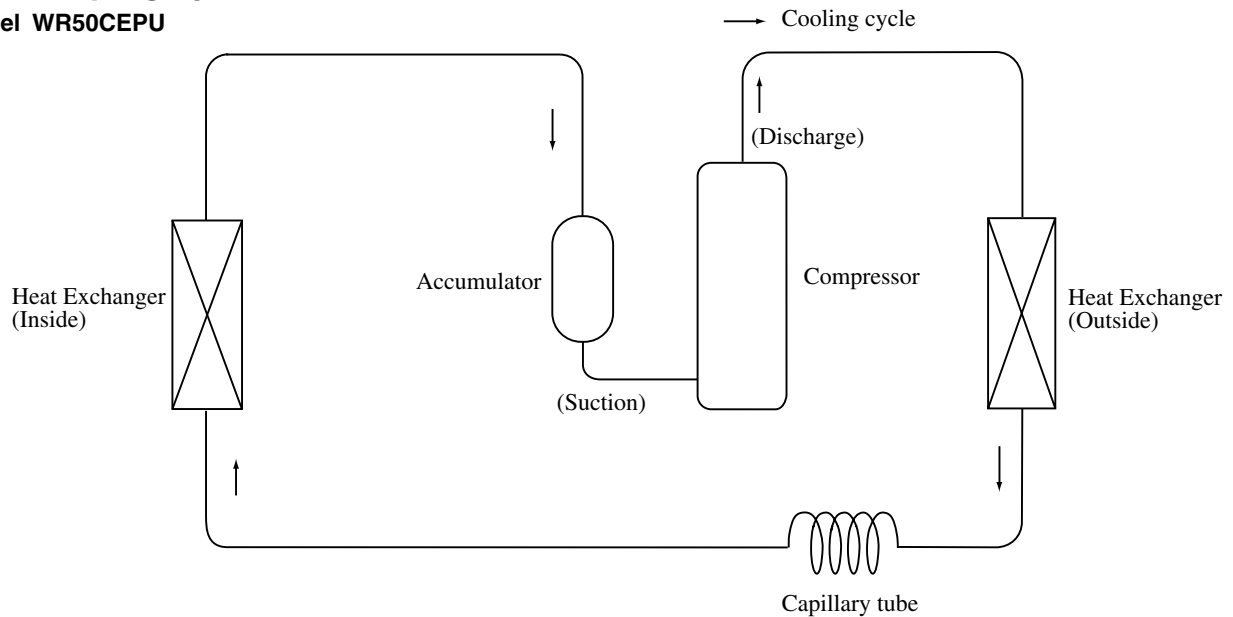 el WR50CEPU
Cooling cycle
(Discharge)
Accumulator
Compressor
Heat Exchanger
(Inside)
Heat Exchanger
(Outside)
(Suction)
Capillary tube